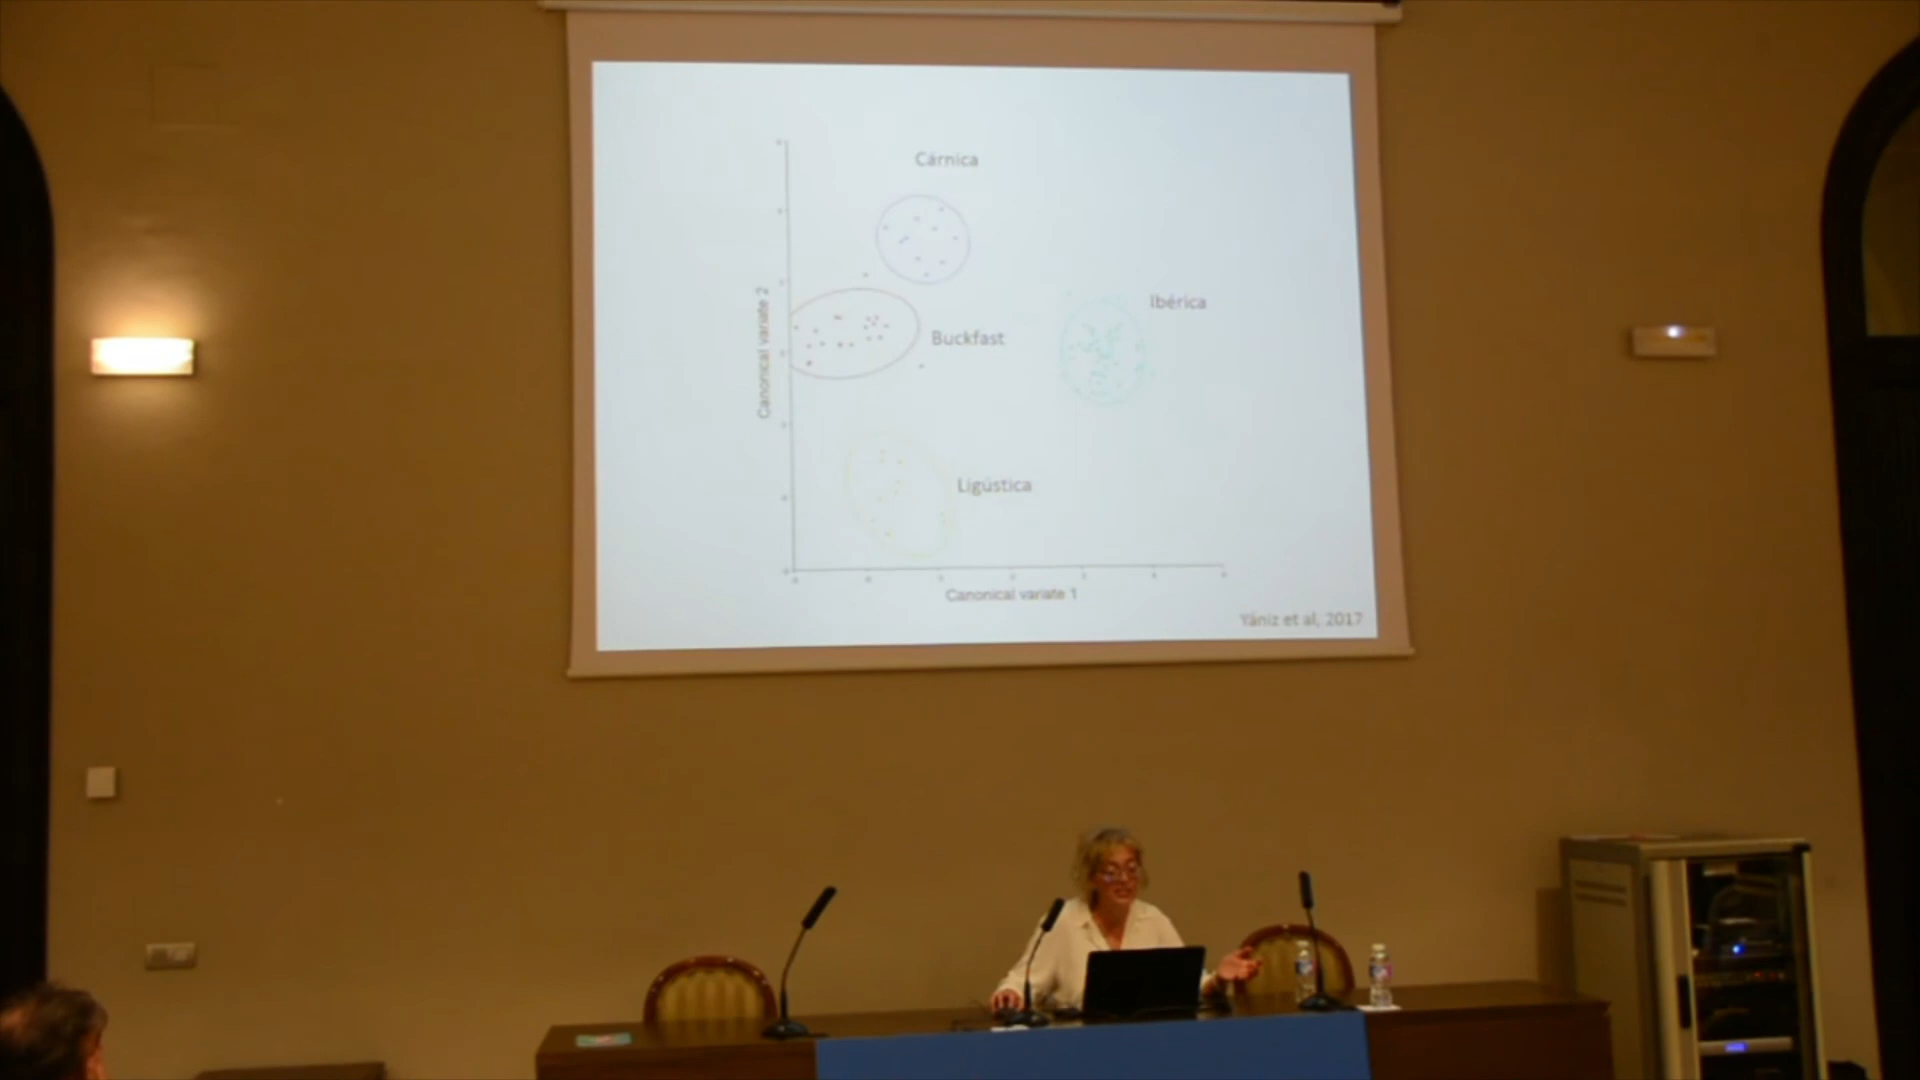 Cárnica
Ibérica
Buckfast
Canonical variate 2
Ligústica
Canonical variate 1
Yániz et al, 2017